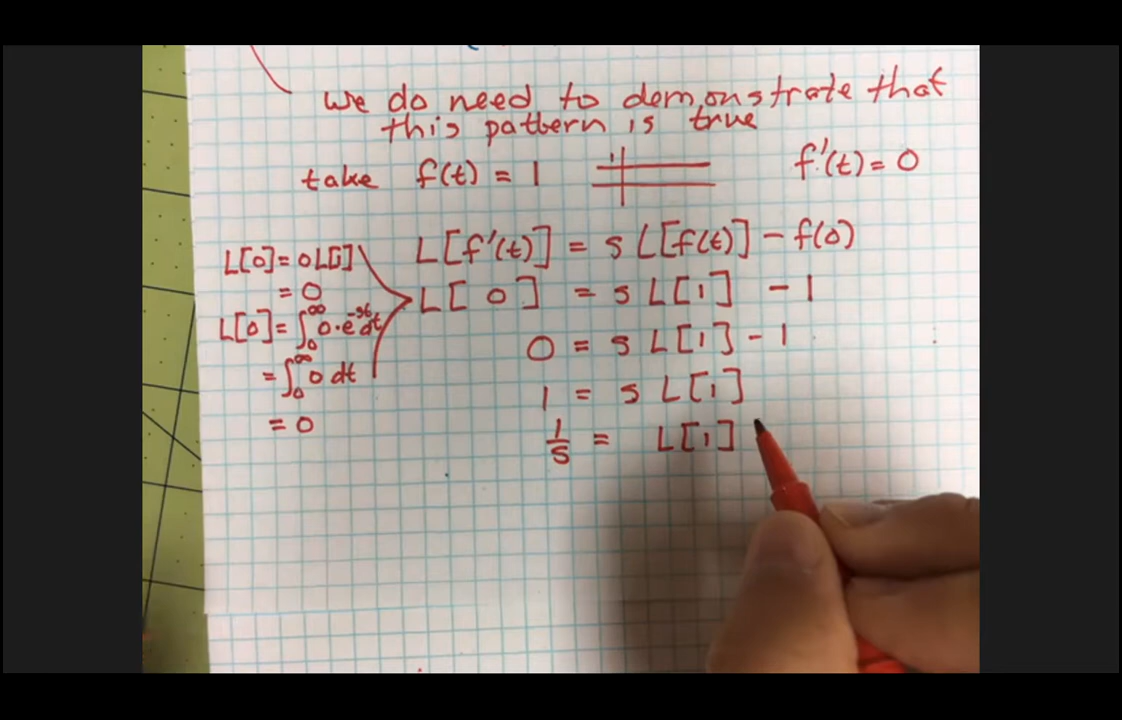 we do need to demonstrate that
this pattern is true
take f(t) = 1 f'(t) = 0
L[f'(t)] = s L[f(t)] - f(0)
L[0] = 0L[1]
= 0
L[0] = ∫₀^∞ 0·e^-st dt
= ∫₀^∞ 0 dt
= 0
L[ 0 ] = s L[1] - 1
0 = s L[1] - 1
1 = s L[1]
1/s = L[1]